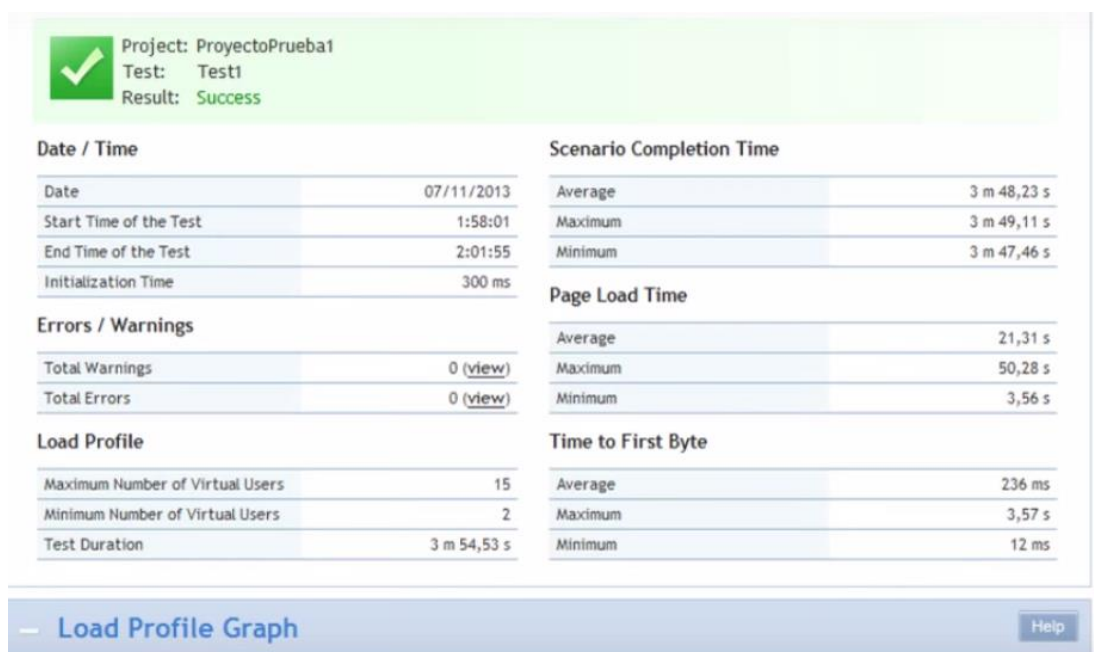 Project: ProyectoPrueba1
Test: Test1
Result: Success
Date / Time
Date 07/11/2013
Start Time of the Test 1:58:01
End Time of the Test 2:01:55
Initialization Time 300 ms
Errors / Warnings
Total Warnings 0 (view)
Total Errors 0 (view)
Load Profile
Maximum Number of Virtual Users 15
Minimum Number of Virtual Users 2
Test Duration 3 m 54,53 s
Scenario Completion Time
Average 3 m 48,23 s
Maximum 3 m 49,11 s
Minimum 3 m 47,46 s
Page Load Time
Average 21,31 s
Maximum 50,28 s
Minimum 3,56 s
Time to First Byte
Average 236 ms
Maximum 3,57 s
Minimum 12 ms
Load Profile Graph
Help